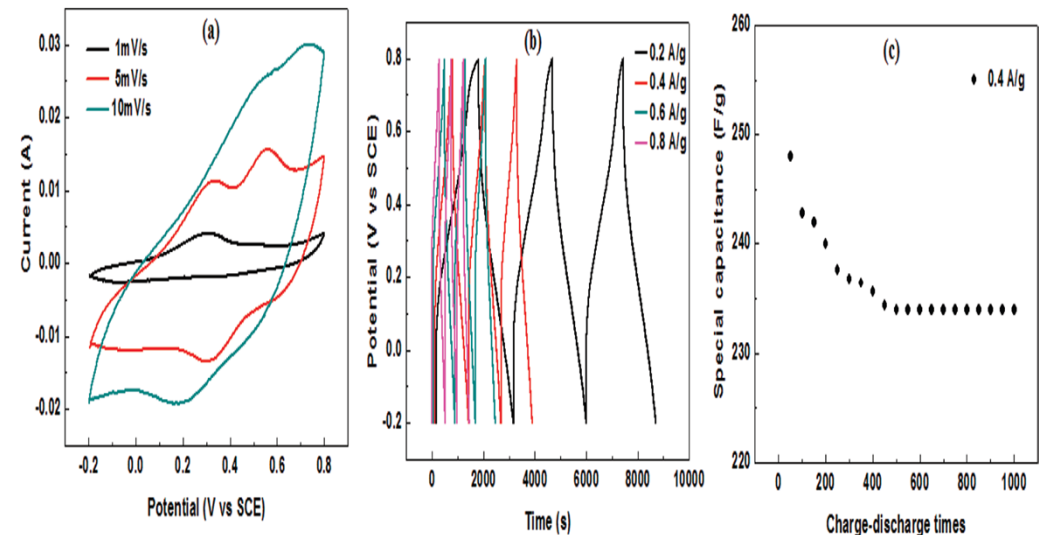 (a)
1mV/s
5mV/s
10mV/s
0.03
0.02
0.01
0.00
-0.01
-0.02
Current (A)
-0.2 0.0 0.2 0.4 0.6 0.8
Potential (V vs SCE)
(b)
0.2 A/g
0.4 A/g
0.6 A/g
0.8 A/g
0.8
0.6
0.4
0.2
0.0
-0.2
Potential (V vs SCE)
0 2000 4000 6000 8000 10000
Time (s)
(c)
0.4 A/g
260
250
240
230
220
Special capacitance (F/g)
0 200 400 600 800 1000
Charge-discharge times